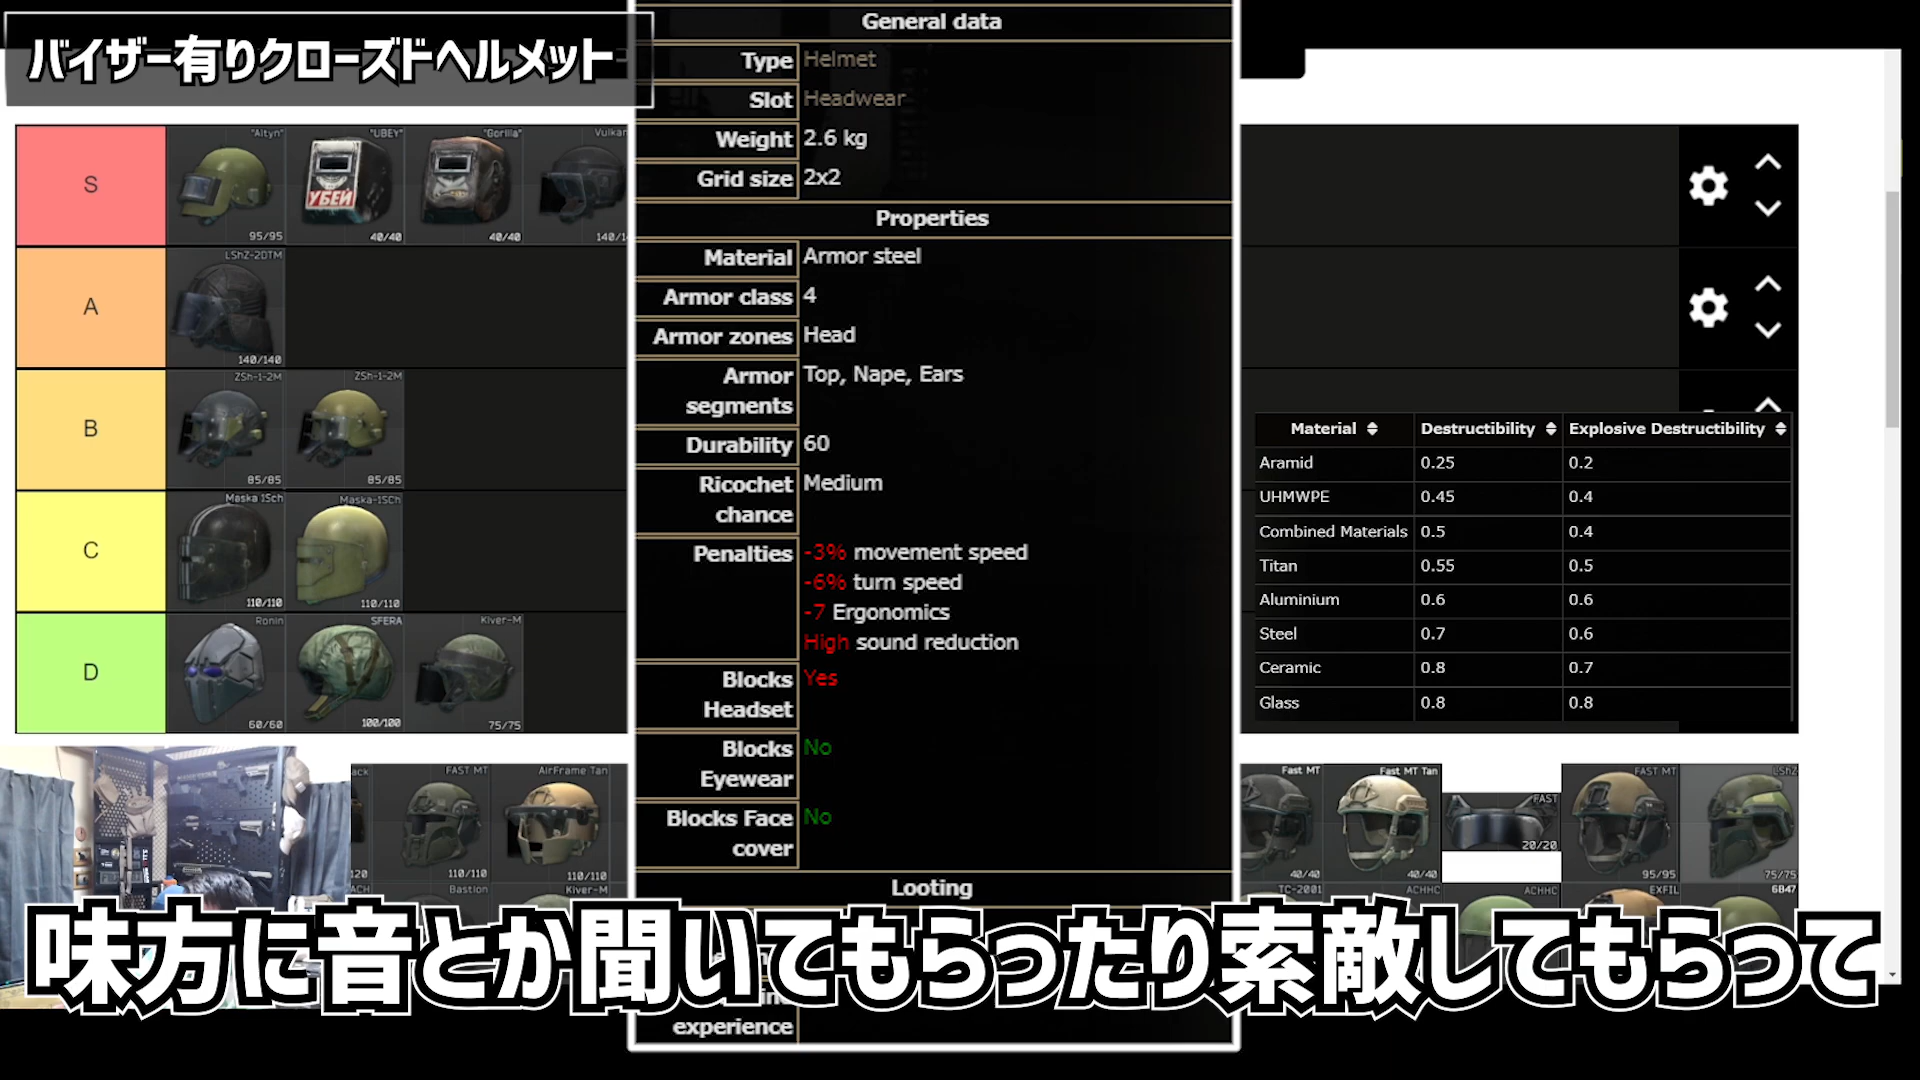 バイザー有りクローズドヘルメット
S
"Altyn"
95/95
"UBEY"
УБЕЙ
40/40
"Gorilla"
40/40
Vulkan
140/1
A
LShZ-2DTM
140/140
B
ZSh-1-2M
85/85
ZSh-1-2M
85/85
C
Maska 1Sch
110/110
Maska-1SCh
110/110
D
Ronin
60/60
SFERA
100/100
Kiver-M
75/75
General data
Type Helmet
Slot Headwear
Weight 2.6 kg
Grid size 2x2
Properties
Material Armor steel
Armor class 4
Armor zones Head
Armor segments Top, Nape, Ears
Durability 60
Ricochet chance Medium
Penalties -3% movement speed
-6% turn speed
-7 Ergonomics
High sound reduction
Blocks Headset Yes
Blocks Eyewear No
Blocks Face cover No
Looting
experience
Material Destructibility Explosive Destructibility
Aramid 0.25 0.2
UHMWPE 0.45 0.4
Combined Materials 0.5 0.4
Titan 0.55 0.5
Aluminium 0.6 0.6
Steel 0.7 0.6
Ceramic 0.8 0.7
Glass 0.8 0.8
FAST MT
110/110
AirFrame Tan
110/110
Bastion
Kiver-M
Fast MT
40/40
Fast MT Tan
40/40
FAST
20/20
FAST MT
95/95
LShZ
75/75
TC-2001
ACHHC
ACHHC
EXFIL
6B47
味方に音とか聞いてもらったり索敵してもらって